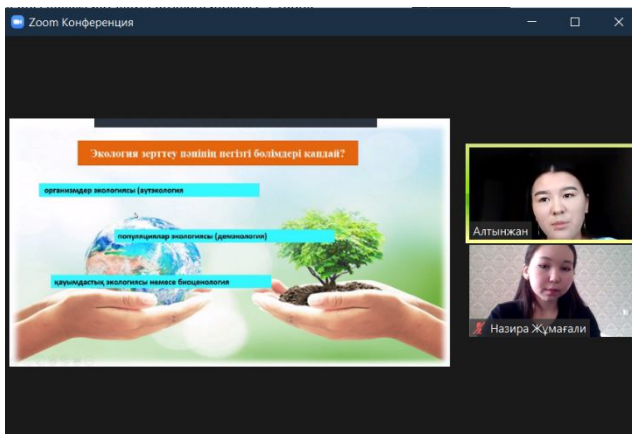 Zoom Конференция
Экология зерттеу пәнінің негізгі бөлімдері қандай?
организмдер экологиясы (аутэкология
популяциялар экологиясы (демэкология)
қауымдастық экологиясы немесе биоценология
Алтынжан
Назира Жұмағали